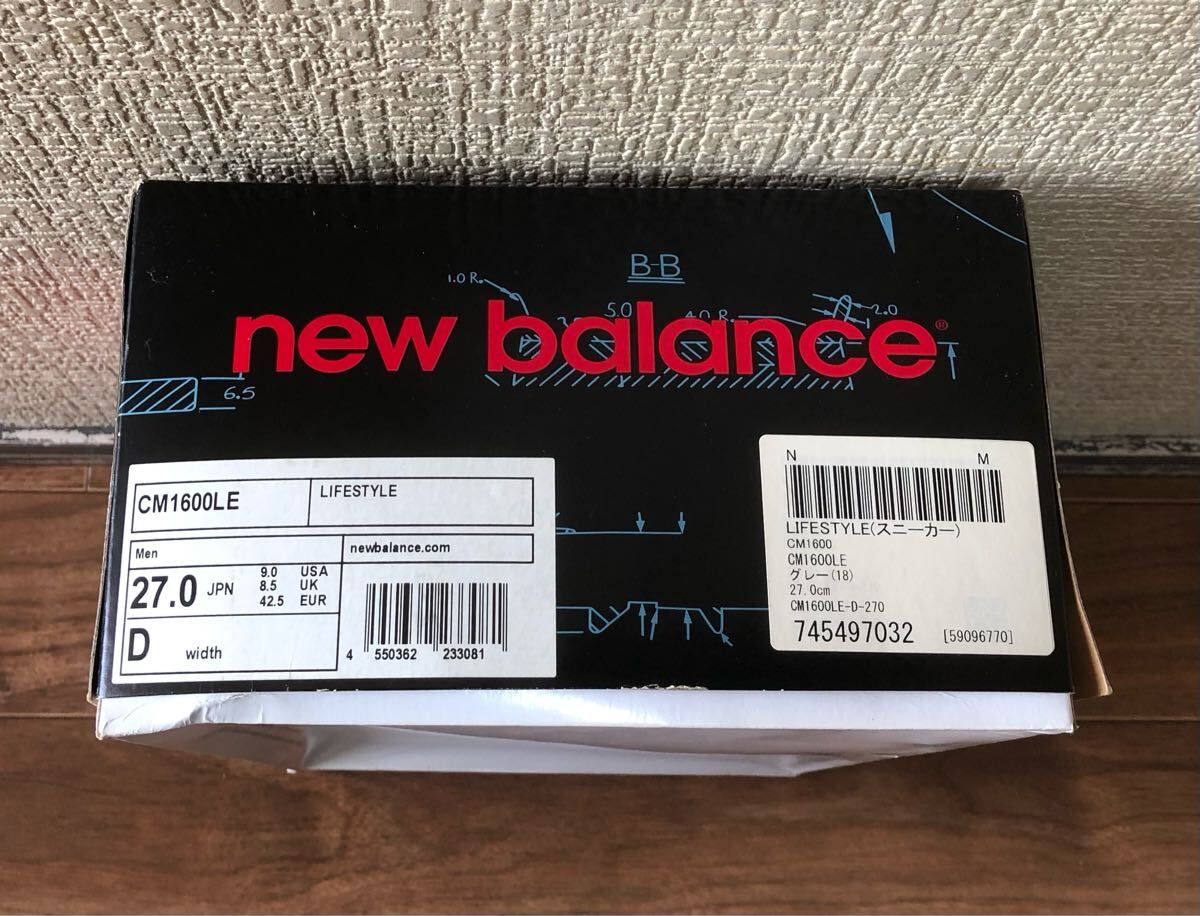 B-B
1.0 R.
5.0
4.0 R.
2.0
new balance®
6.5
CM1600LE
LIFESTYLE
Men
newbalance.com
27.0 JPN
9.0 USA
8.5 UK
42.5 EUR
D width
4 550362 233081
N M
LIFESTYLE(スニーカー)
CM1600
CM1600LE
グレー(18)
27.0cm
CM1600LE-D-270
745497032 [59096770]